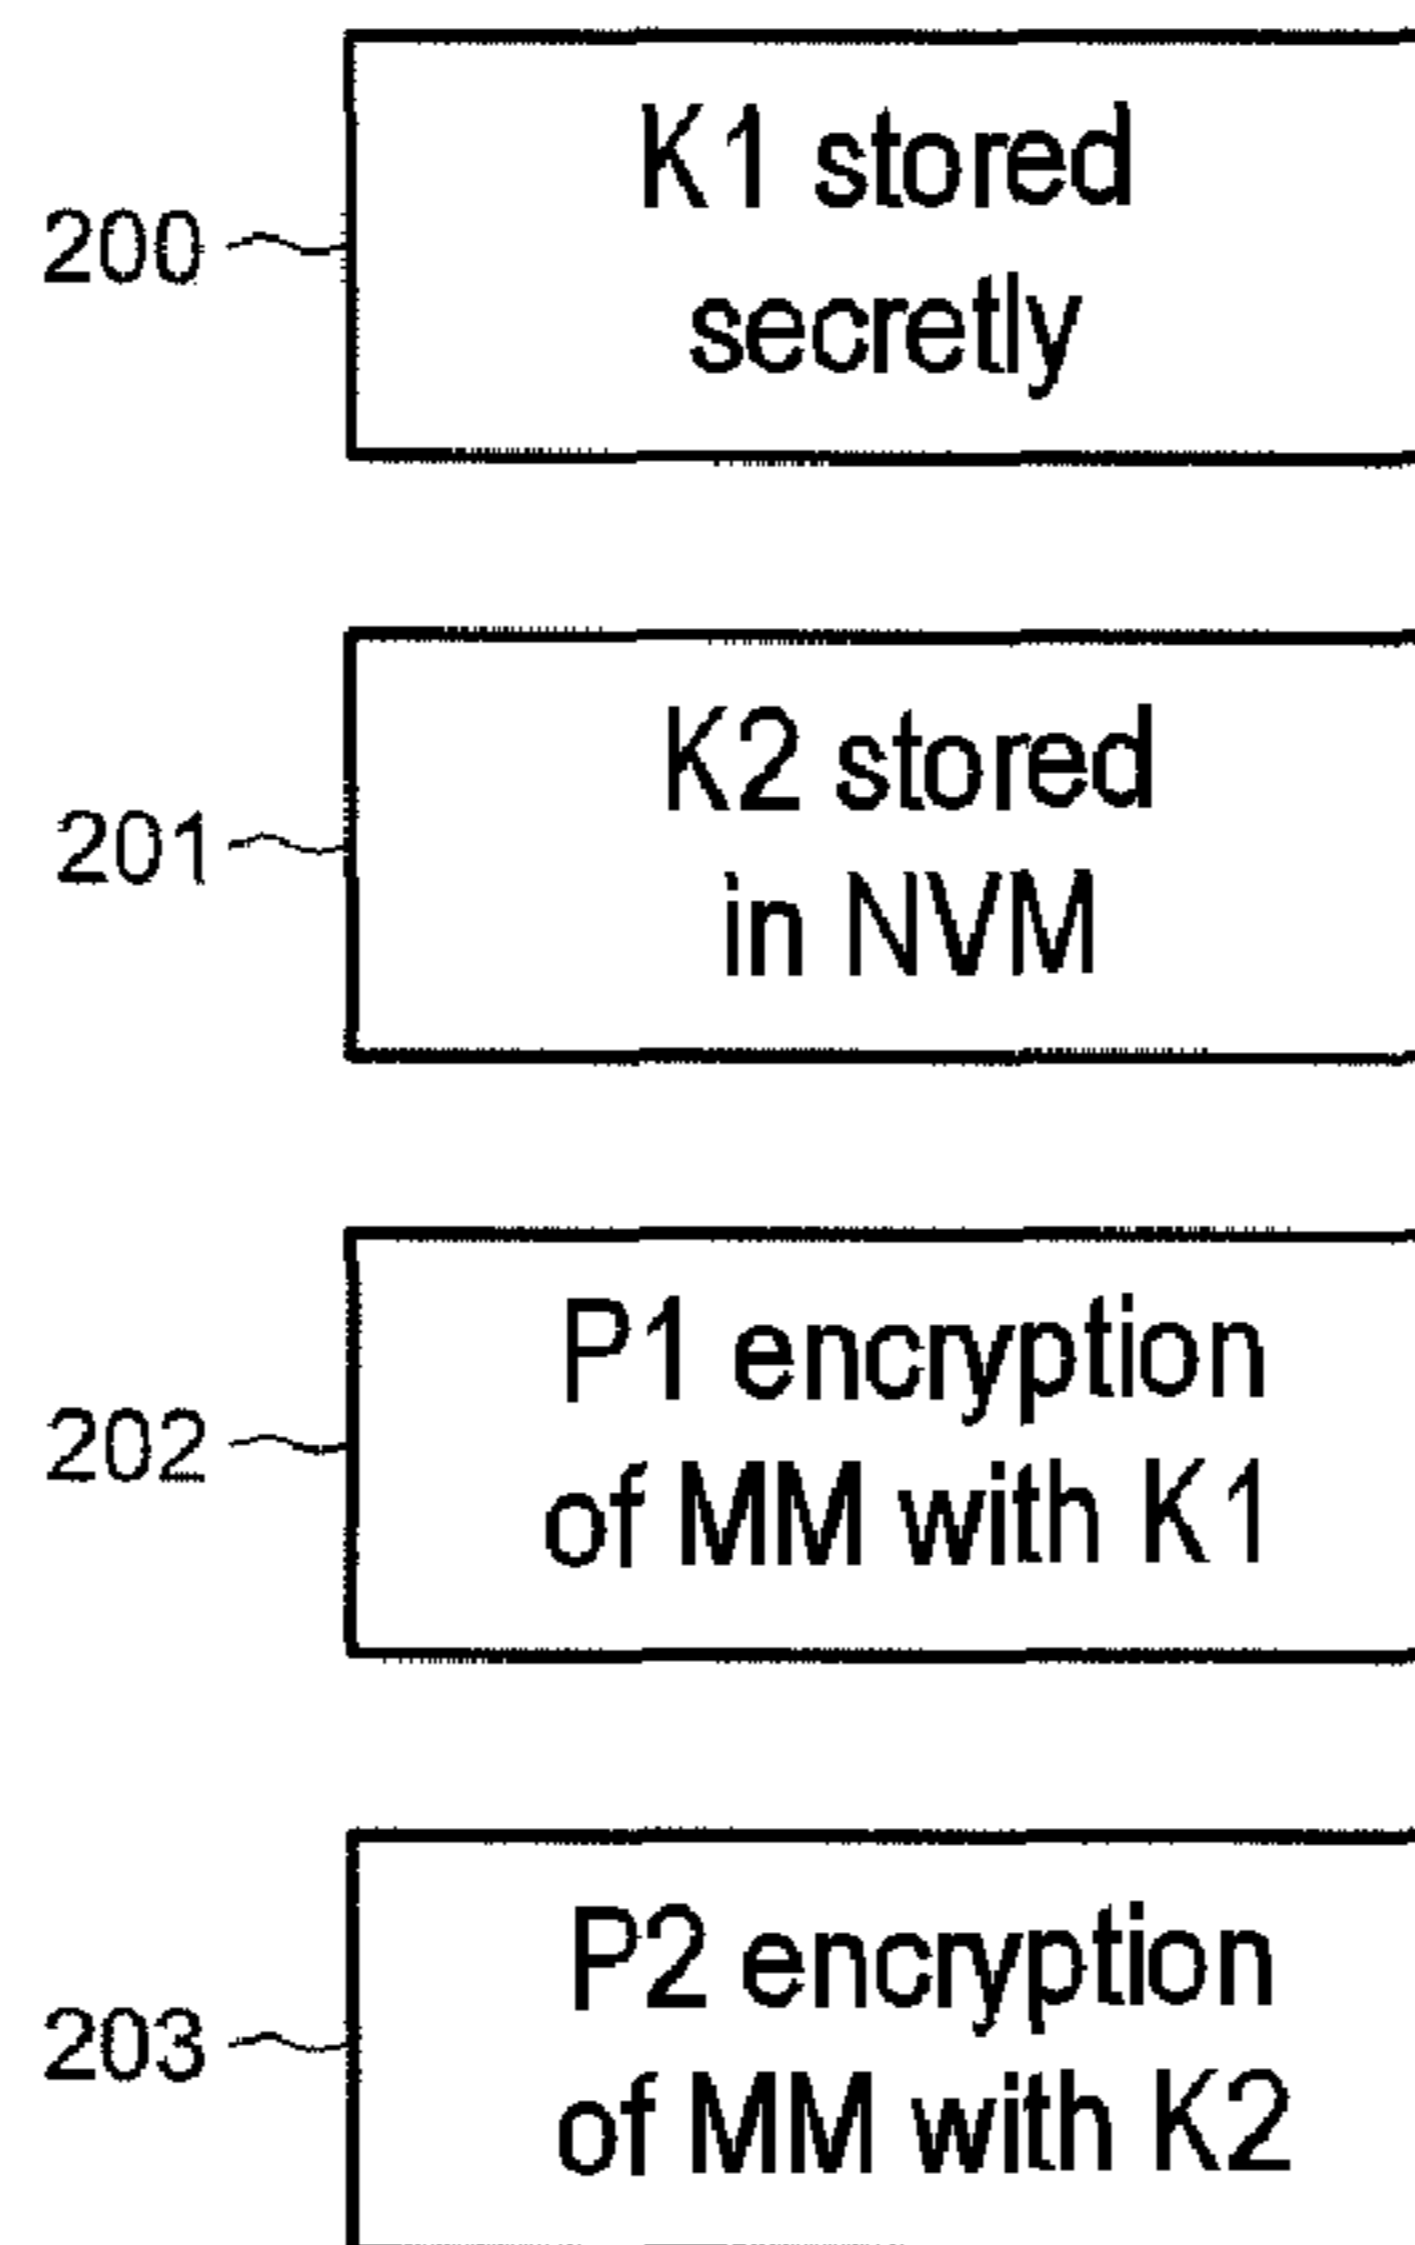 K1 stored
200
secretly
K2 stored
201
in NVM
P1 encryption
202
of MM with K1
P2 encryption
203
of MM with K2